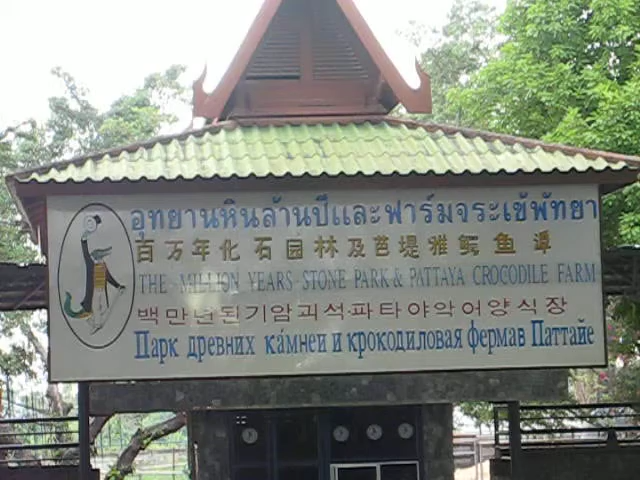 อุทยานหินล้านปีและฟาร์มจระเข้พัทยา
百万年化石园林及芭堤雅鳄鱼潭
THE MILLION YEARS STONE PARK & PATTAYA CROCODILE FARM
백만년된기암괴석·파타야악어양식장
Парк древних ка́мней и крокодиловая фермав Паттайе